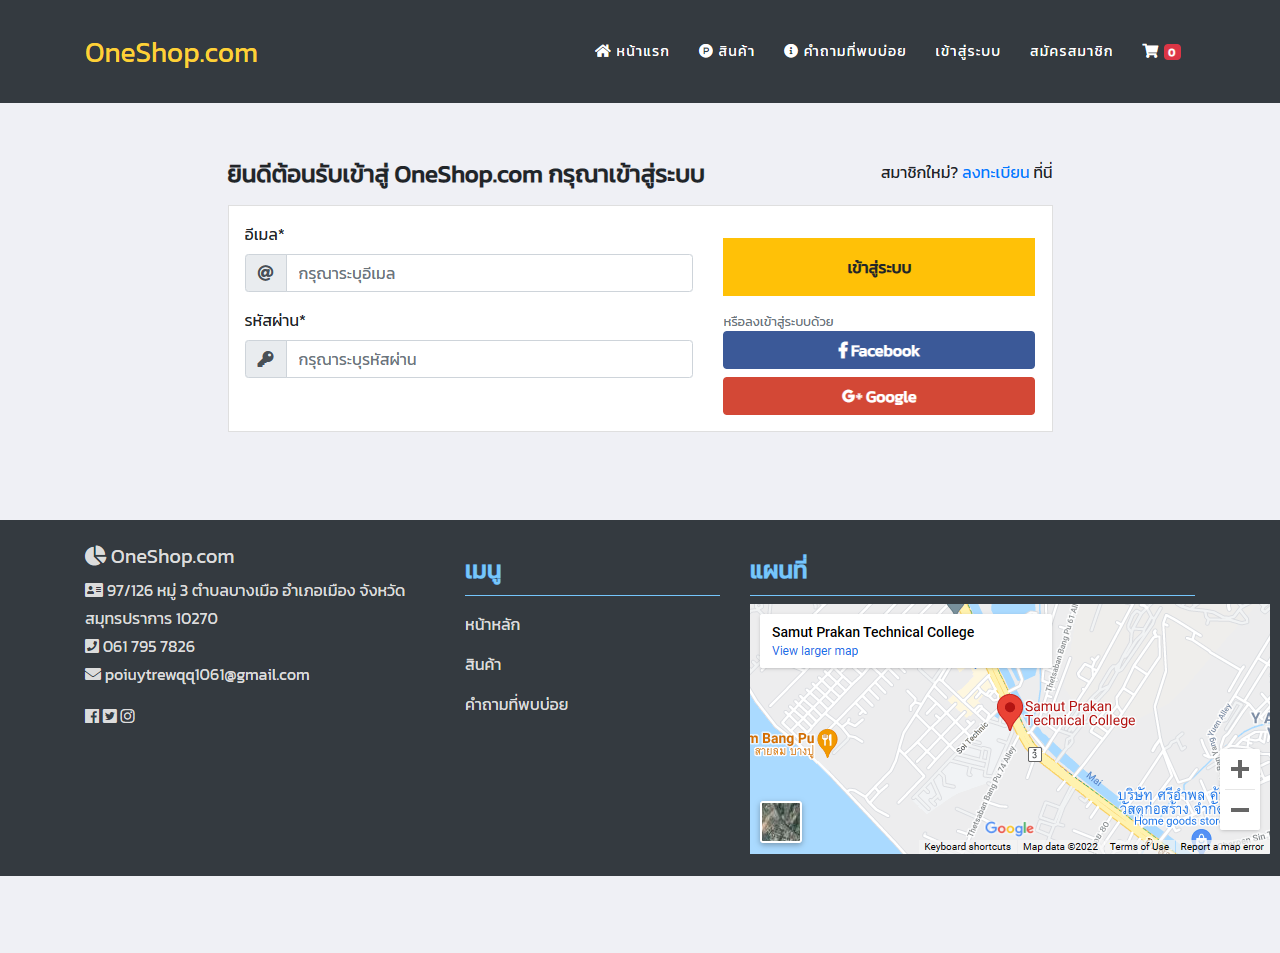 OneShop.com
หน้าแรก
สินค้า
คำถามที่พบบ่อย
เข้าสู่ระบบ
สมัครสมาชิก
0
ยินดีต้อนรับเข้าสู่ OneShop.com กรุณาเข้าสู่ระบบ
สมาชิกใหม่? ลงทะเบียน ที่นี่
อีเมล*
@ กรุณาระบุอีเมล
รหัสผ่าน*
กรุณาระบุรหัสผ่าน
เข้าสู่ระบบ
หรือลงเข้าสู่ระบบด้วย
Facebook
G+ Google
OneShop.com
97/126 หมู่ 3 ตำบลบางเมือ อำเภอเมือง จังหวัด
สมุทรปราการ 10270
061 795 7826
poiuytrewqq1061@gmail.com
เมนู
หน้าหลัก
สินค้า
คำถามที่พบบ่อย
แผนที่
Samut Prakan Technical College
View larger map
Thetsaban Bang Pu 61 Alley
Samut Prakan
Technical College
Soi Technic
m Bang Pu
สายลม บางปู
Thetsaban Bang Pu 74 Alley
3
Mai
บริษัท ศรีอำพล ค้
วัสดุก่อสร้าง จำกัด
Home goods store
Google
Keyboard shortcuts
Map data ©2022
Terms of Use
Report a map error